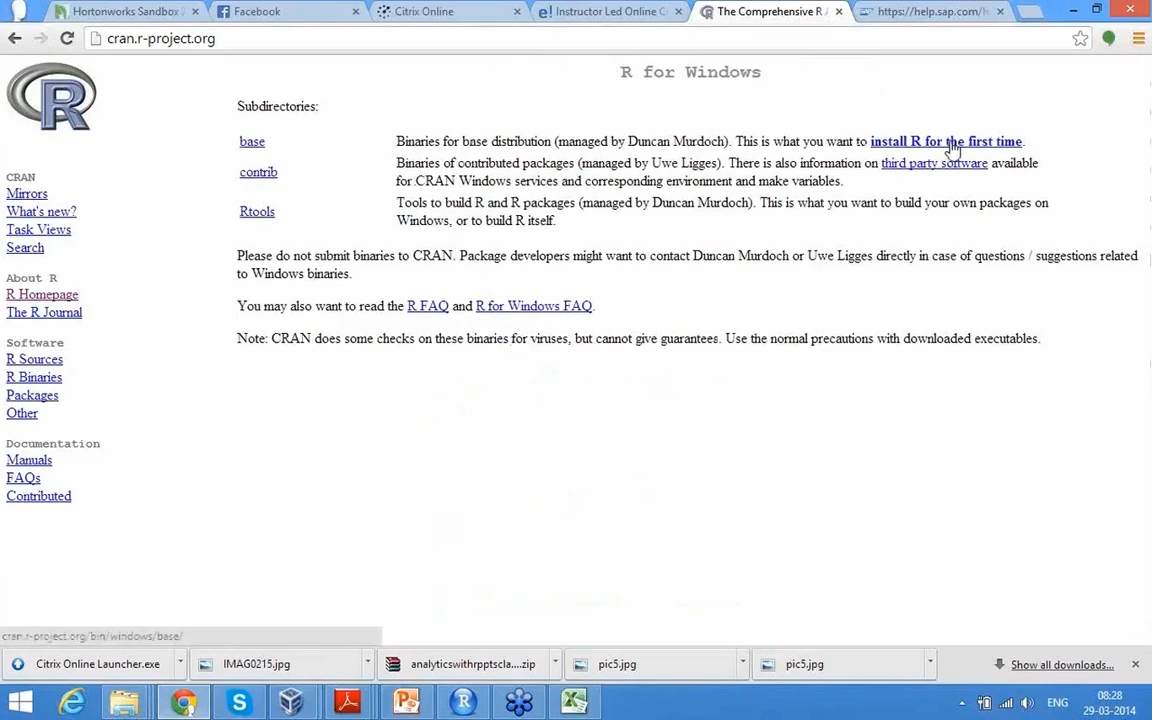 Hortonworks Sandbox
Facebook
Citrix Online
Instructor Led Online C
The Comprehensive R A
https://help.sap.com/h
cran.r-project.org
R
R for Windows
Subdirectories:
base
Binaries for base distribution (managed by Duncan Murdoch). This is what you want to install R for the first time.
contrib
Binaries of contributed packages (managed by Uwe Ligges). There is also information on third party software available
for CRAN Windows services and corresponding environment and make variables.
Rtools
Tools to build R and R packages (managed by Duncan Murdoch). This is what you want to build your own packages on
Windows, or to build R itself.
Please do not submit binaries to CRAN. Package developers might want to contact Duncan Murdoch or Uwe Ligges directly in case of questions / suggestions related
to Windows binaries.
You may also want to read the R FAQ and R for Windows FAQ.
Note: CRAN does some checks on these binaries for viruses, but cannot give guarantees. Use the normal precautions with downloaded executables.
CRAN
Mirrors
What's new?
Task Views
Search
About R
R Homepage
The R Journal
Software
R Sources
R Binaries
Packages
Other
Documentation
Manuals
FAQs
Contributed
cran.r-project.org/bin/windows/base/
Citrix Online Launcher.exe
IMAG0215.jpg
analyticswithrpptscla....zip
pic5.jpg
pic5.jpg
Show all downloads...
ENG
08:28
29-03-2014